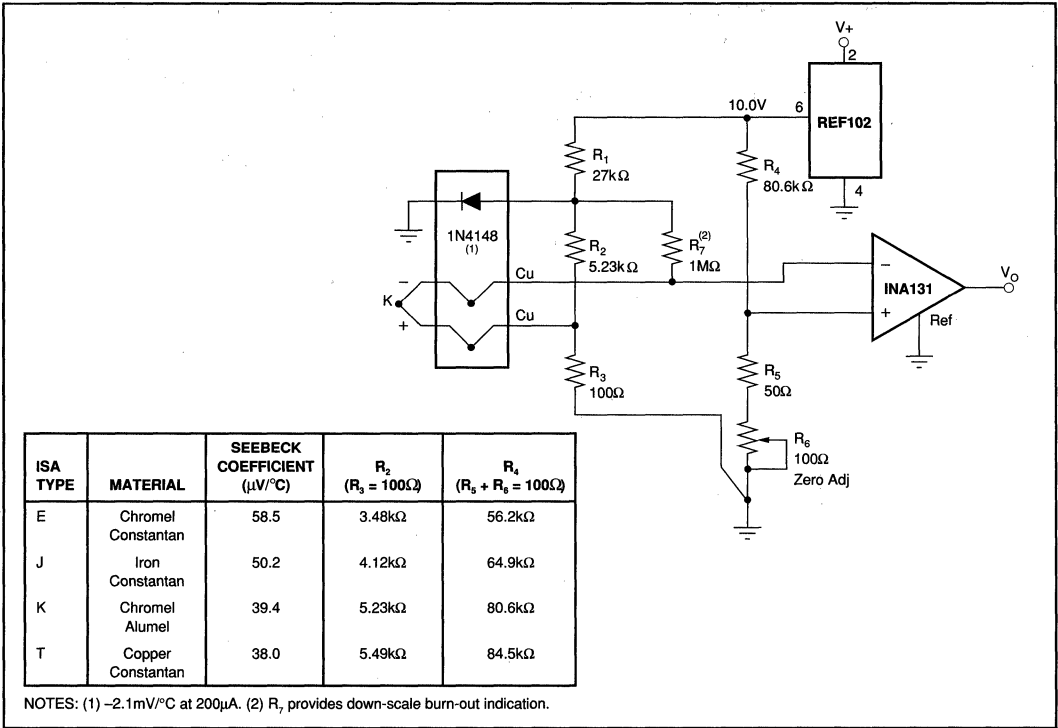 V+
2
10.0V
6
REF102
4
R1
27kΩ
R4
80.6kΩ
1N4148
(1)
R2
5.23kΩ
R7(2)
1MΩ
Cu
–
K
+
Cu
–
INA131
+
VO
Ref
R3
100Ω
R5
50Ω
R6
100Ω
Zero Adj
ISA TYPE MATERIAL SEEBECK COEFFICIENT (µV/°C) R2 (R3 = 100Ω) R4 (R5 + R6 = 100Ω)
E Chromel Constantan 58.5 3.48kΩ 56.2kΩ
J Iron Constantan 50.2 4.12kΩ 64.9kΩ
K Chromel Alumel 39.4 5.23kΩ 80.6kΩ
T Copper Constantan 38.0 5.49kΩ 84.5kΩ
NOTES: (1) –2.1mV/°C at 200µA. (2) R7 provides down-scale burn-out indication.